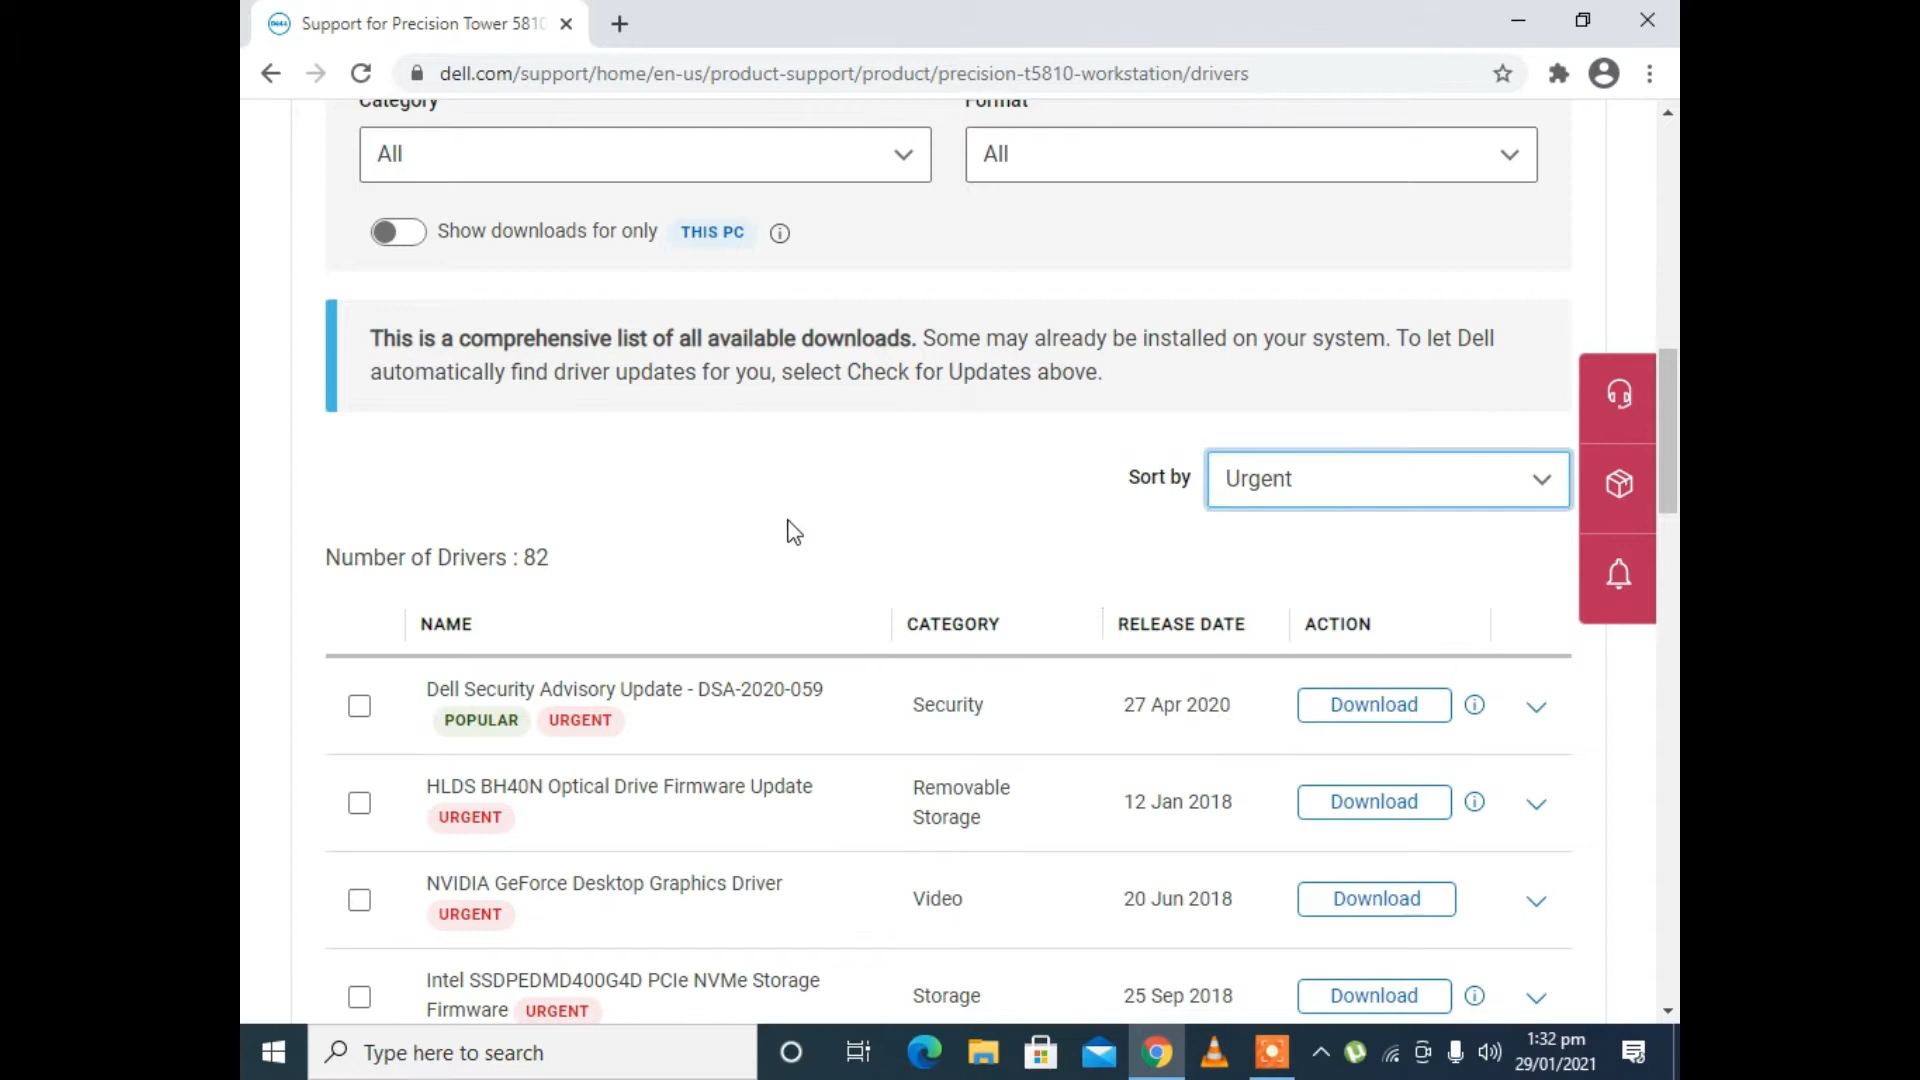 Support for Precision Tower 5810
dell.com/support/home/en-us/product-support/product/precision-t5810-workstation/drivers
Category
Format
All
All
Show downloads for only THIS PC
This is a comprehensive list of all available downloads. Some may already be installed on your system. To let Dell
automatically find driver updates for you, select Check for Updates above.
Sort by
Urgent
Number of Drivers : 82
NAME CATEGORY RELEASE DATE ACTION
Dell Security Advisory Update - DSA-2020-059
POPULAR URGENT
Security
27 Apr 2020
Download
HLDS BH40N Optical Drive Firmware Update
URGENT
Removable
Storage
12 Jan 2018
Download
NVIDIA GeForce Desktop Graphics Driver
URGENT
Video
20 Jun 2018
Download
Intel SSDPEDMD400G4D PCIe NVMe Storage
Firmware URGENT
Storage
25 Sep 2018
Download
Type here to search
1:32 pm
29/01/2021